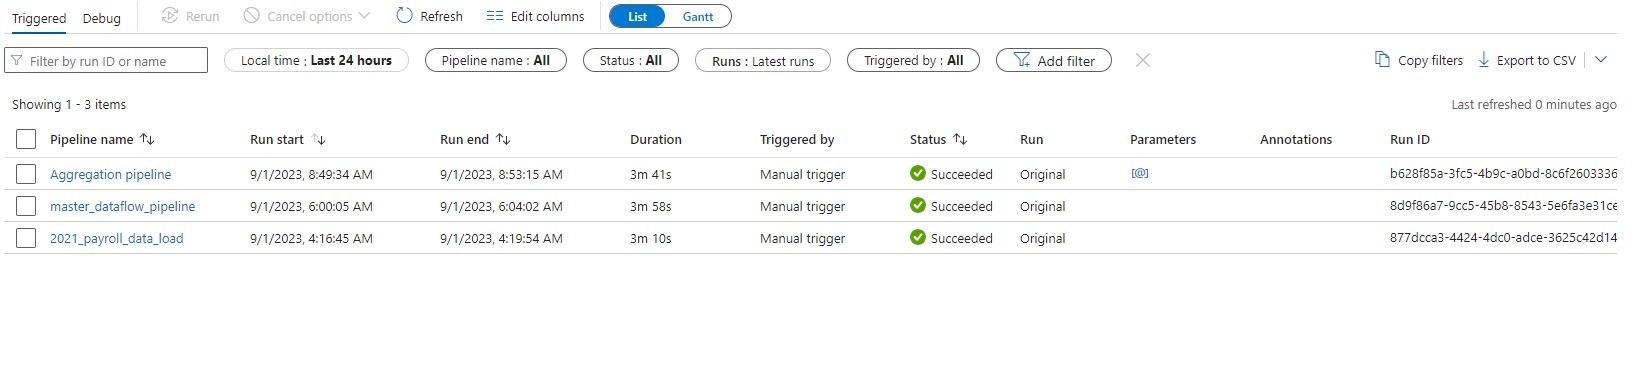 Triggered Debug Rerun Cancel options Refresh Edit columns List Gantt
Filter by run ID or name Local time : Last 24 hours Pipeline name : All Status : All Runs : Latest runs Triggered by : All Add filter Copy filters Export to CSV
Showing 1 - 3 items Last refreshed 0 minutes ago
Pipeline name Run start Run end Duration Triggered by Status Run Parameters Annotations Run ID
Aggregation pipeline 9/1/2023, 8:49:34 AM 9/1/2023, 8:53:15 AM 3m 41s Manual trigger Succeeded Original [@] b628f85a-3fc5-4b9c-a0bd-8c6f2603336
master_dataflow_pipeline 9/1/2023, 6:00:05 AM 9/1/2023, 6:04:02 AM 3m 58s Manual trigger Succeeded Original 8d9f86a7-9cc5-45b8-8543-5e6fa3e31ce
2021_payroll_data_load 9/1/2023, 4:16:45 AM 9/1/2023, 4:19:54 AM 3m 10s Manual trigger Succeeded Original 877dcca3-4424-4dc0-adce-3625c42d14